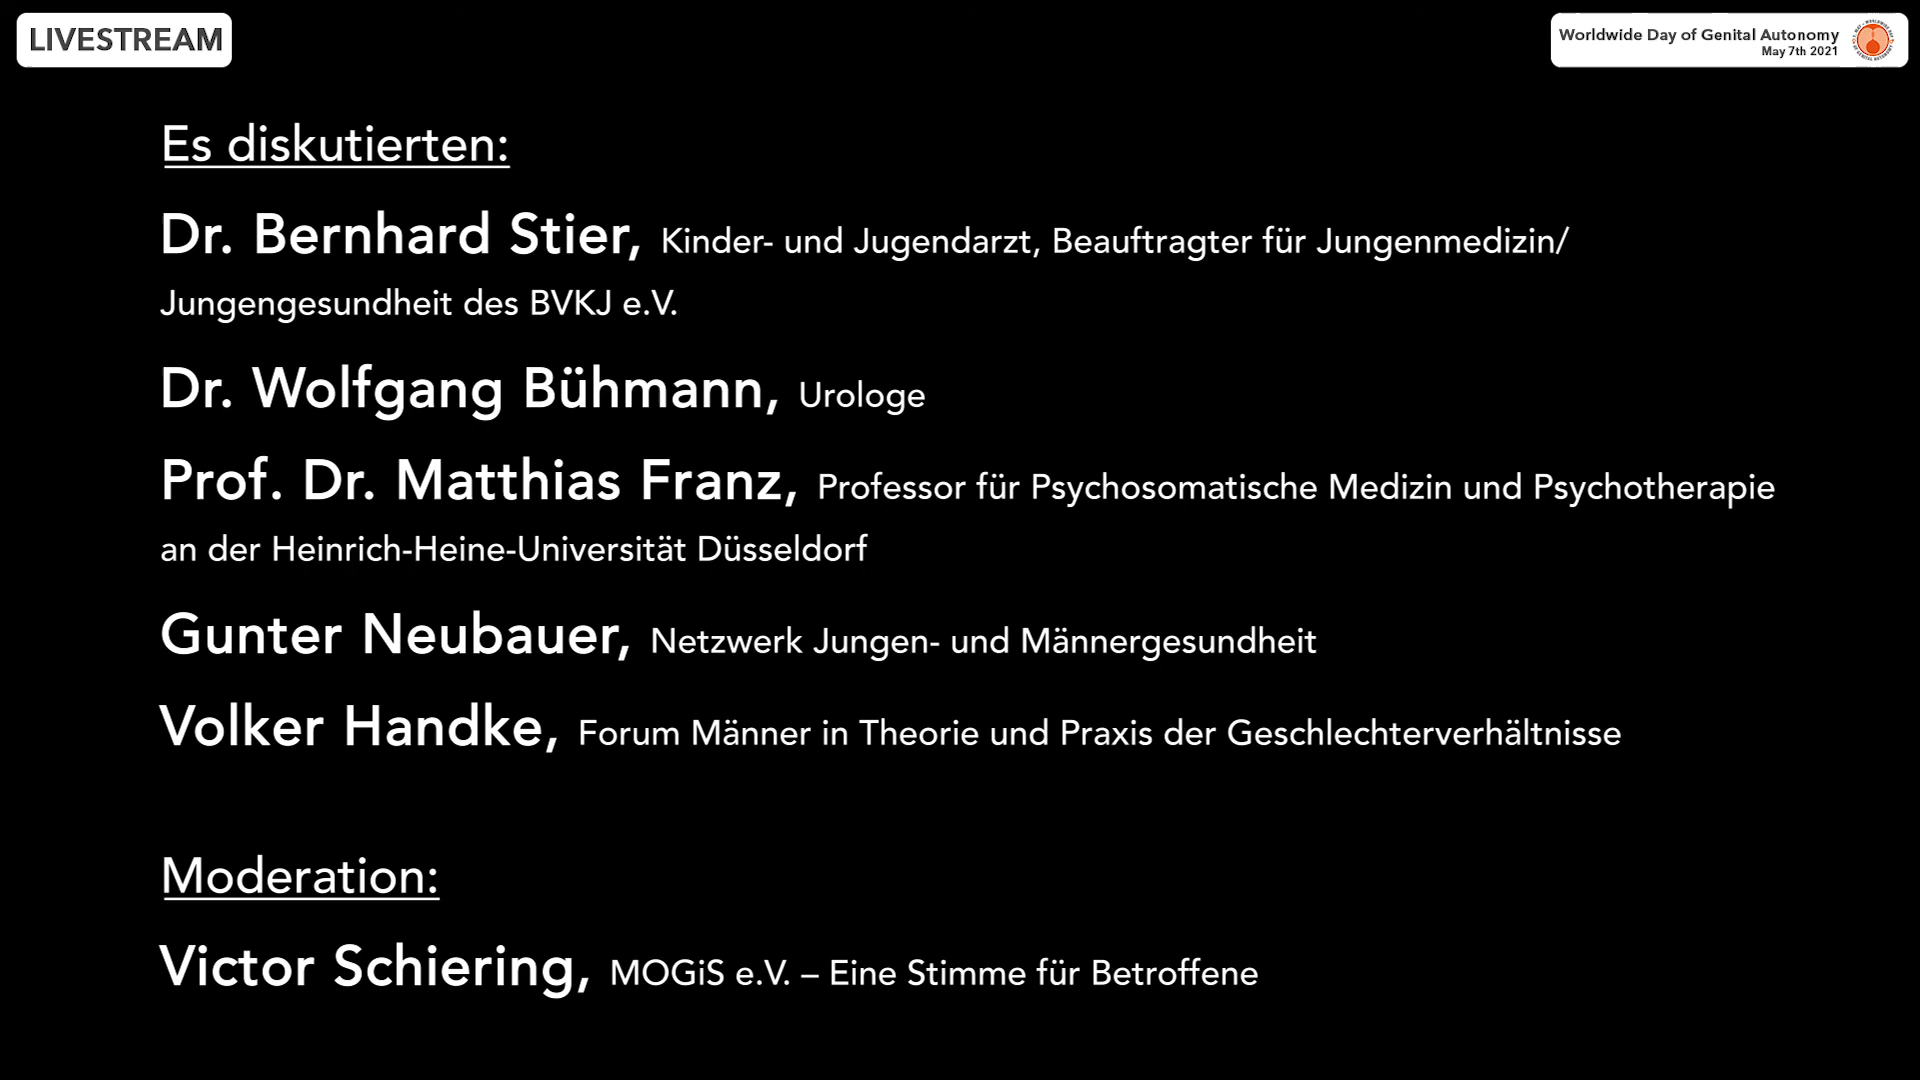 LIVESTREAM
Worldwide Day of Genital Autonomy
May 7th 2021
Es diskutierten:
Dr. Bernhard Stier, Kinder- und Jugendarzt, Beauftragter für Jungenmedizin/
Jungengesundheit des BVKJ e.V.
Dr. Wolfgang Bühmann, Urologe
Prof. Dr. Matthias Franz, Professor für Psychosomatische Medizin und Psychotherapie
an der Heinrich-Heine-Universität Düsseldorf
Gunter Neubauer, Netzwerk Jungen- und Männergesundheit
Volker Handke, Forum Männer in Theorie und Praxis der Geschlechterverhältnisse
Moderation:
Victor Schiering, MOGiS e.V. – Eine Stimme für Betroffene